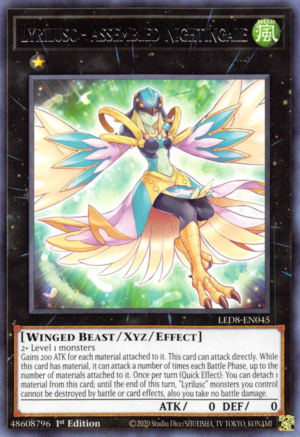 LYRILUSC - ASSEMBLED NIGHTINGALE
WIND
風
LED8-EN045
[WINGED BEAST/XYZ/EFFECT]
2+ Level 1 monsters
Gains 200 ATK for each material attached to it. This card can attack directly. While
this card has material, it can attack a number of times each Battle Phase, up to the
number of materials attached to it. Once per turn (Quick Effect): You can detach 1
material from this card; until the end of this turn, "Lyrilusc" monsters you control
cannot be destroyed by battle or card effects, also you take no battle damage.
ATK/ 0 DEF/ 0
48608796 1st Edition ©2020 Studio Dice/SHUEISHA, TV TOKYO, KONAMI